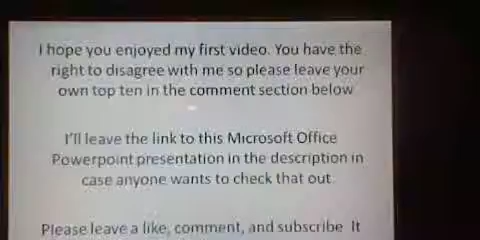 I hope you enjoyed my first video. You have the
right to disagree with me so please leave your
own top ten in the comment section below
I'll leave the link to this Microsoft Office
Powerpoint presentation in the description in
case anyone wants to check that out.
Please leave a like, comment, and subscribe It